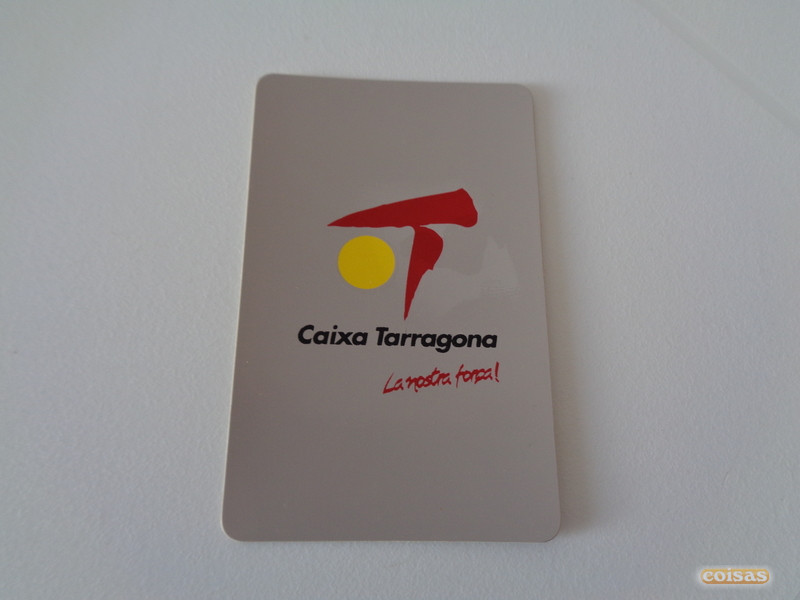 Caixa Tarragona
La nostra força!
coisas